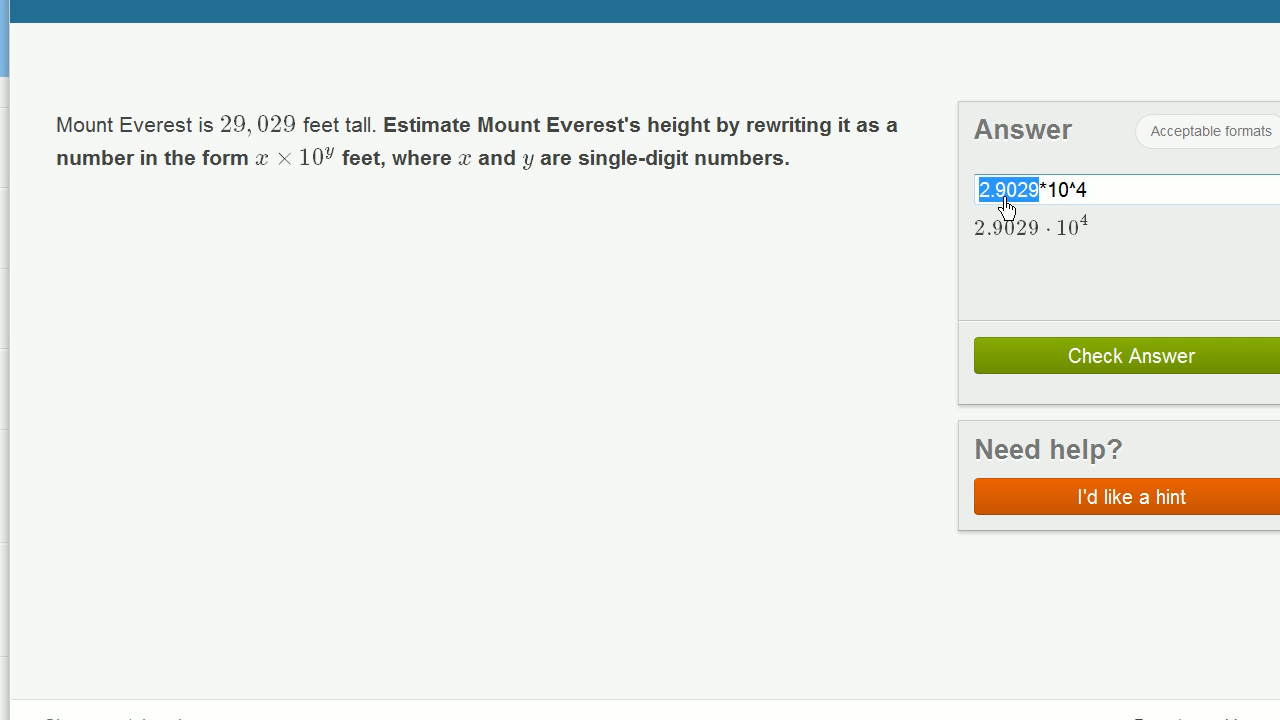 Mount Everest is 29,029 feet tall. Estimate Mount Everest's height by rewriting it as a
number in the form x × 10^y feet, where x and y are single-digit numbers.
Answer
Acceptable formats
2.9029*10^4
2.9029 · 10^4
Check Answer
Need help?
I'd like a hint